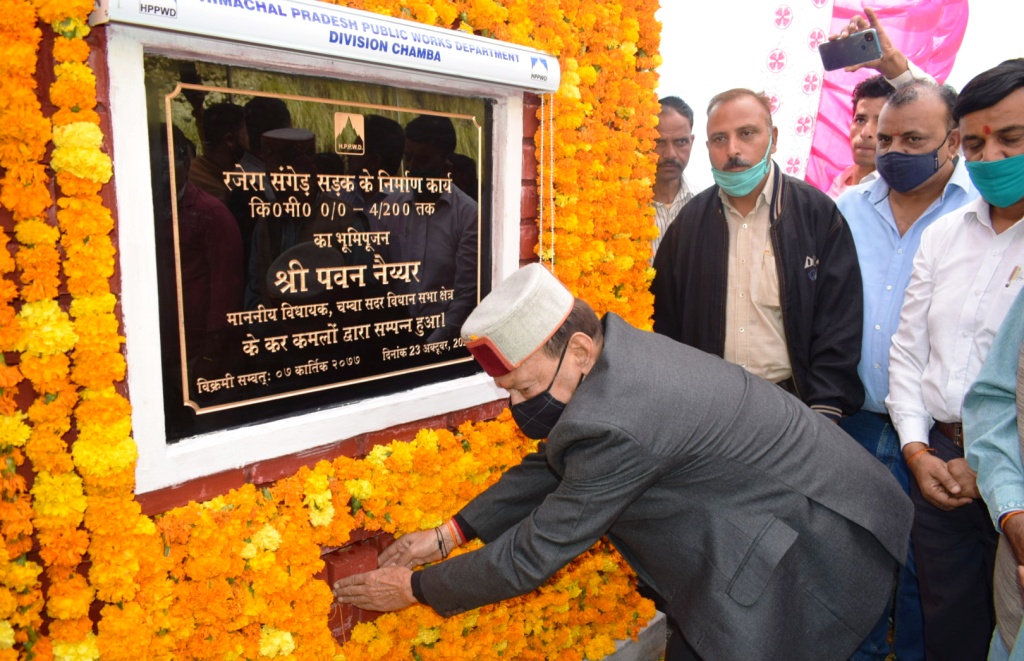 HPPWD
HIMACHAL PRADESH PUBLIC WORKS DEPARTMENT
DIVISION CHAMBA
HPPWD
H.P.P.W.D.
रजेरा संगेड़ सड़क के निर्माण कार्य
कि0मी0 0/0 – 4/200 तक
का भूमिपूजन
श्री पवन नैय्यर
माननीय विधायक, चम्बा सदर विधान सभा क्षेत्र
के कर कमलों द्वारा सम्पन्न हुआ।
विक्रमी सम्वत्: ०७ कार्तिक २०७७ दिनांक 23 अक्टूबर,